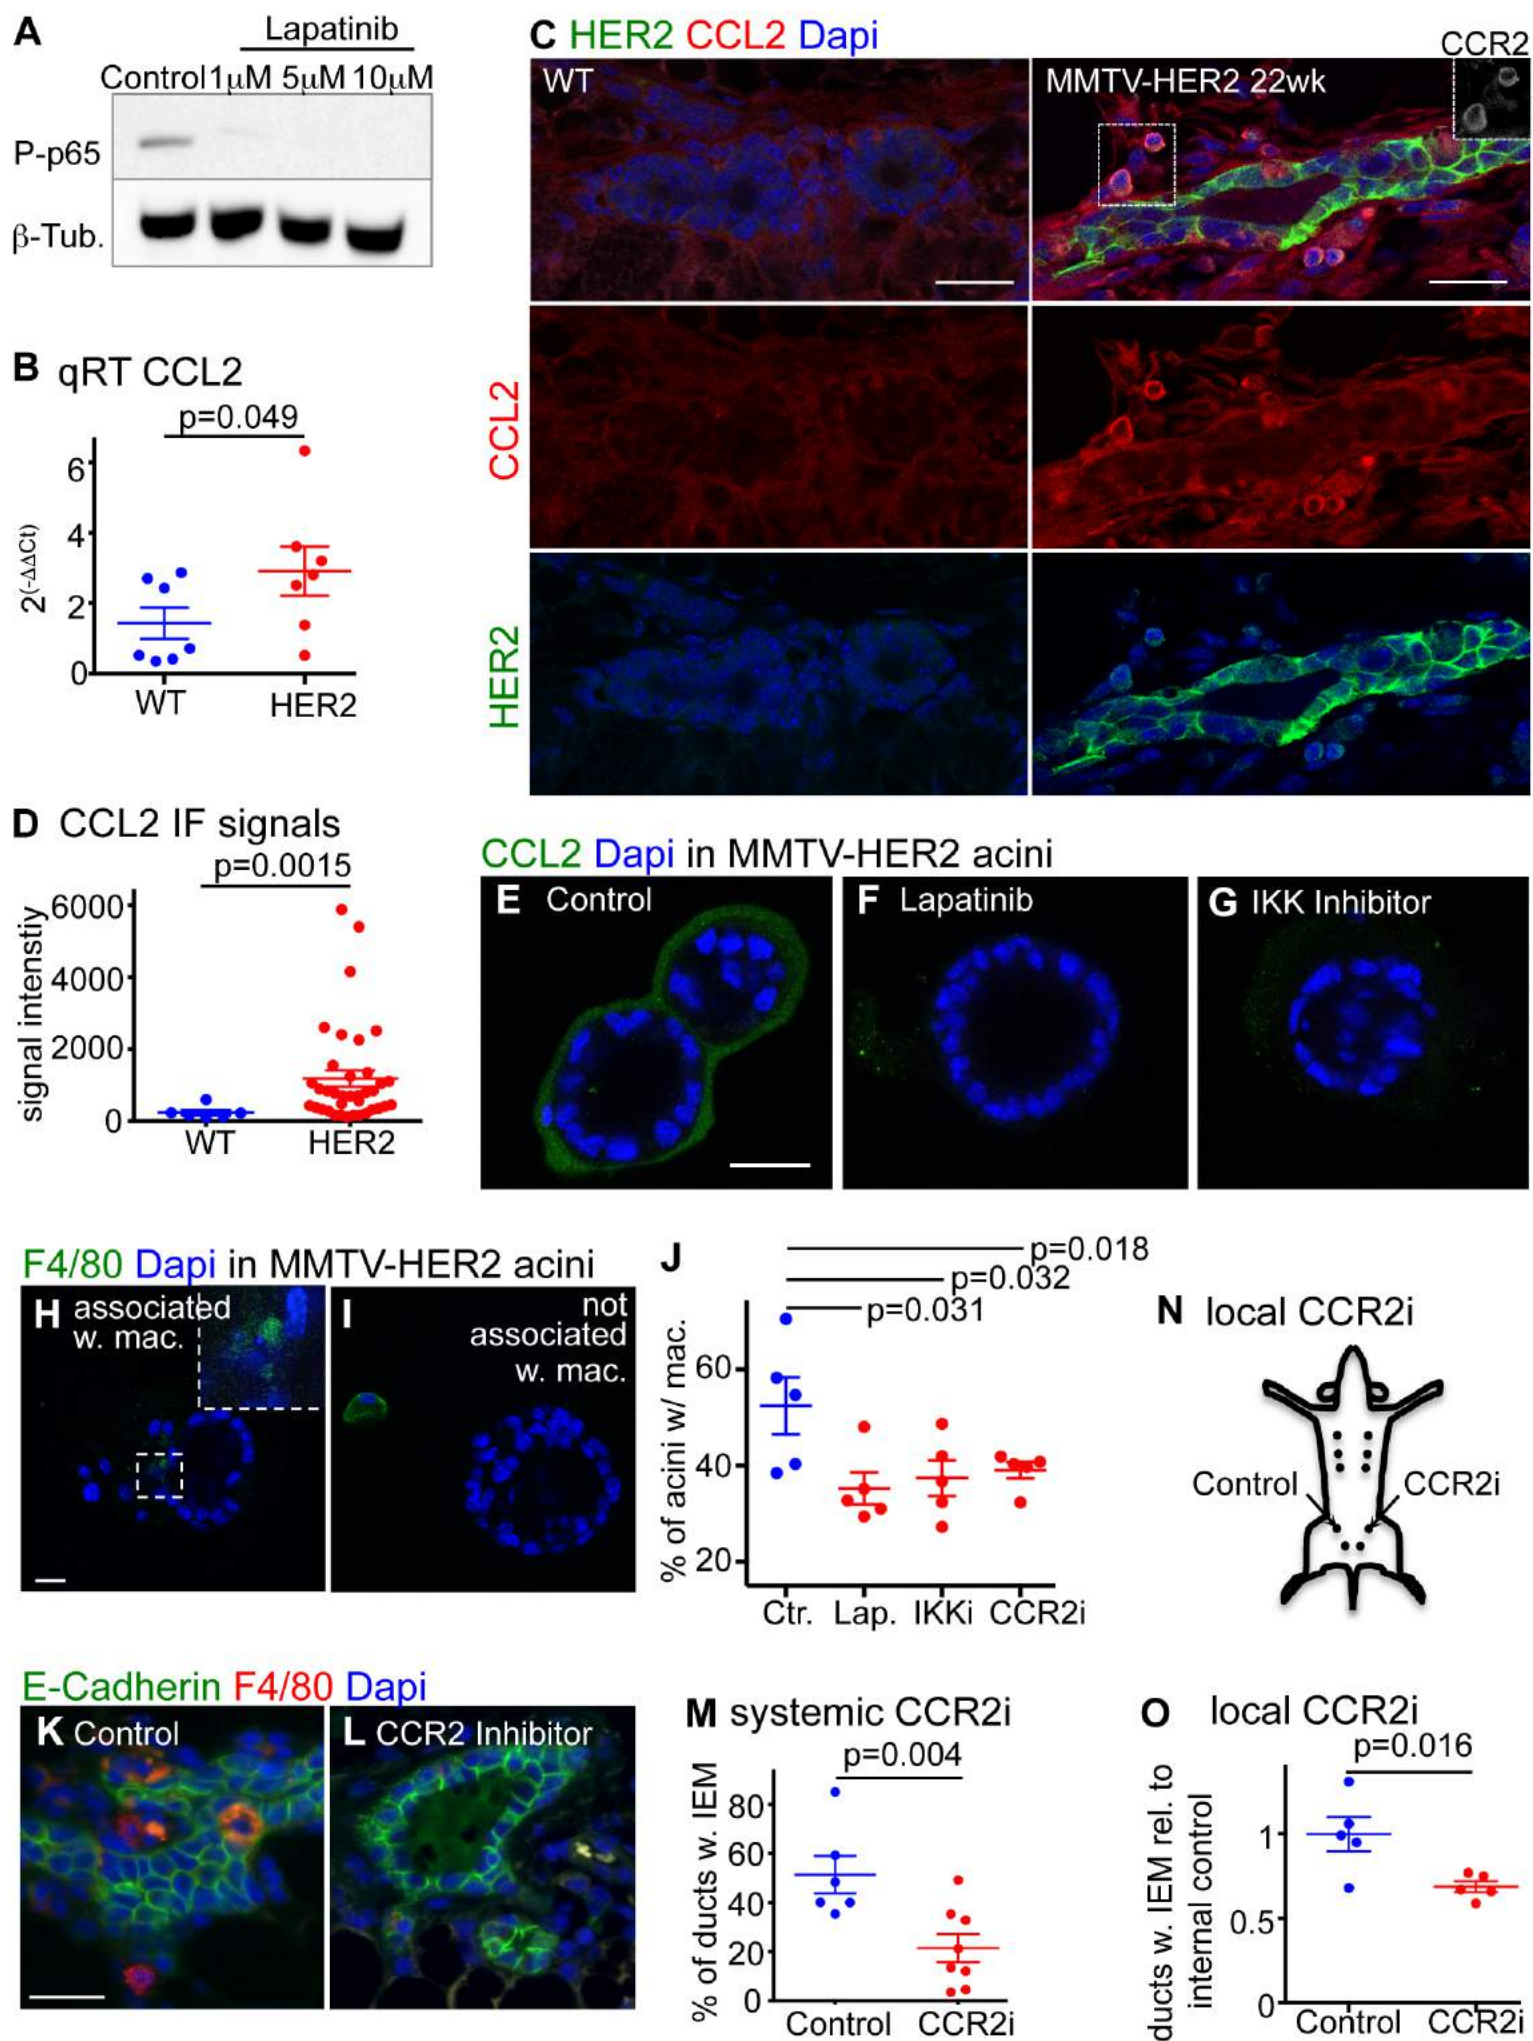 A
Lapatinib
Control 1μM 5μM 10μM
P-p65
β-Tub.
B qRT CCL2
p=0.049
2(-ΔΔCt)
6
4
2
0
WT HER2
C HER2 CCL2 Dapi
CCR2
WT
MMTV-HER2 22wk
CCL2
HER2
D CCL2 IF signals
p=0.0015
signal intenstiy
6000
4000
2000
0
WT HER2
CCL2 Dapi in MMTV-HER2 acini
E Control
F Lapatinib
G IKK Inhibitor
F4/80 Dapi in MMTV-HER2 acini
H associated
w. mac.
I not
associated
w. mac.
J
p=0.018
p=0.032
p=0.031
% of acini w/ mac.
60
40
20
Ctr. Lap. IKKi CCR2i
N local CCR2i
Control CCR2i
E-Cadherin F4/80 Dapi
K Control
L CCR2 Inhibitor
M systemic CCR2i
p=0.004
% of ducts w. IEM
80
60
40
20
0
Control CCR2i
O local CCR2i
p=0.016
ducts w. IEM rel. to
internal control
1
0.5
0
Control CCR2i